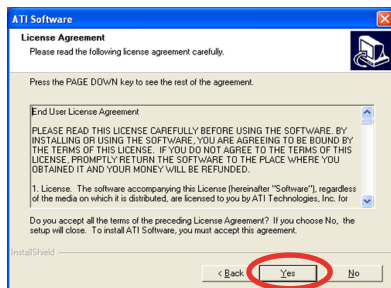 ATI Software
License Agreement
Please read the following license agreement carefully.
Press the PAGE DOWN key to see the rest of the agreement.
End User License Agreement
PLEASE READ THIS LICENSE CAREFULLY BEFORE USING THE SOFTWARE. BY
INSTALLING OR USING THE SOFTWARE, YOU ARE AGREEING TO BE BOUND BY
THE TERMS OF THIS LICENSE. IF YOU DO NOT AGREE TO THE TERMS OF THIS
LICENSE, PROMPTLY RETURN THE SOFTWARE TO THE PLACE WHERE YOU
OBTAINED IT AND YOUR MONEY WILL BE REFUNDED.
1. License. The software accompanying this License (hereinafter "Software"), regardless
of the media on which it is distributed, are licensed to you by ATI Technologies, Inc. for
Do you accept all the terms of the preceding License Agreement? If you choose No, the
setup will close. To install ATI Software, you must accept this agreement.
InstallShield
< Back
Yes
No